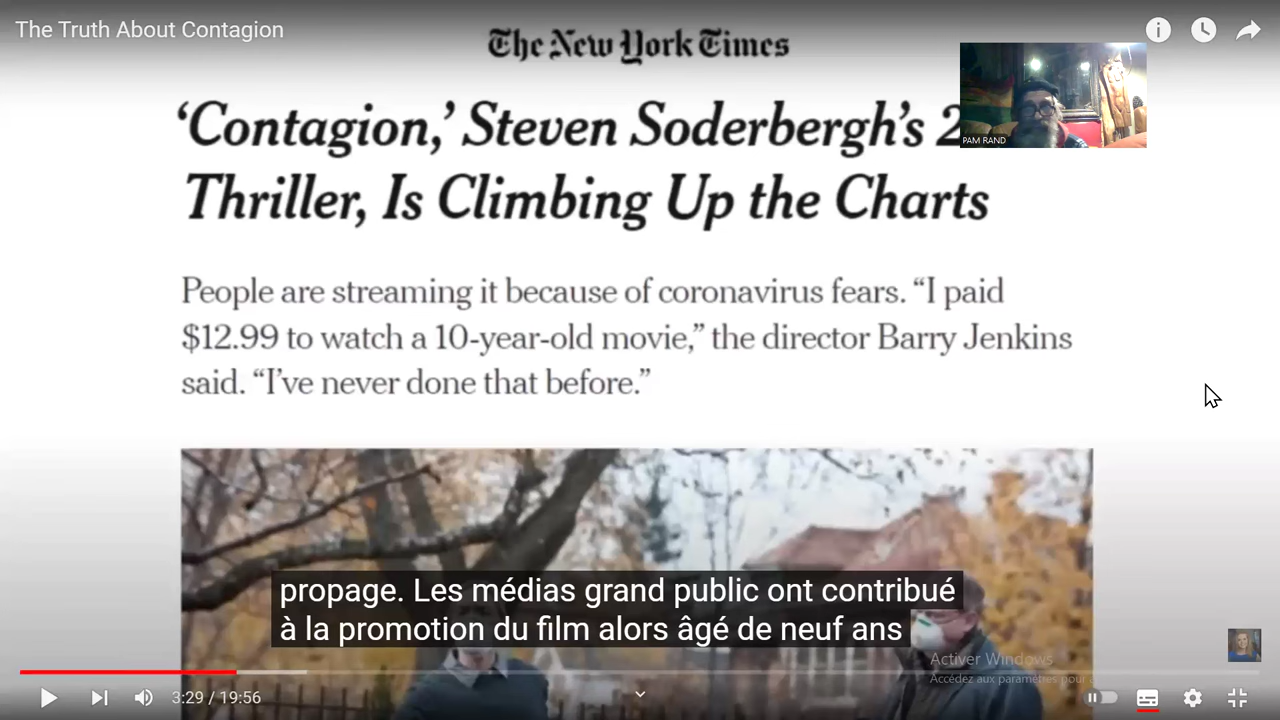 The Truth About Contagion
The New York Times
PAM RAND
‘Contagion,’ Steven Soderbergh’s 2
Thriller, Is Climbing Up the Charts
People are streaming it because of coronavirus fears. “I paid
$12.99 to watch a 10-year-old movie,” the director Barry Jenkins
said. “I’ve never done that before.”
propage. Les médias grand public ont contribué
à la promotion du film alors âgé de neuf ans
Activer Windows
Accédez aux paramètres pour
3:29 / 19:56